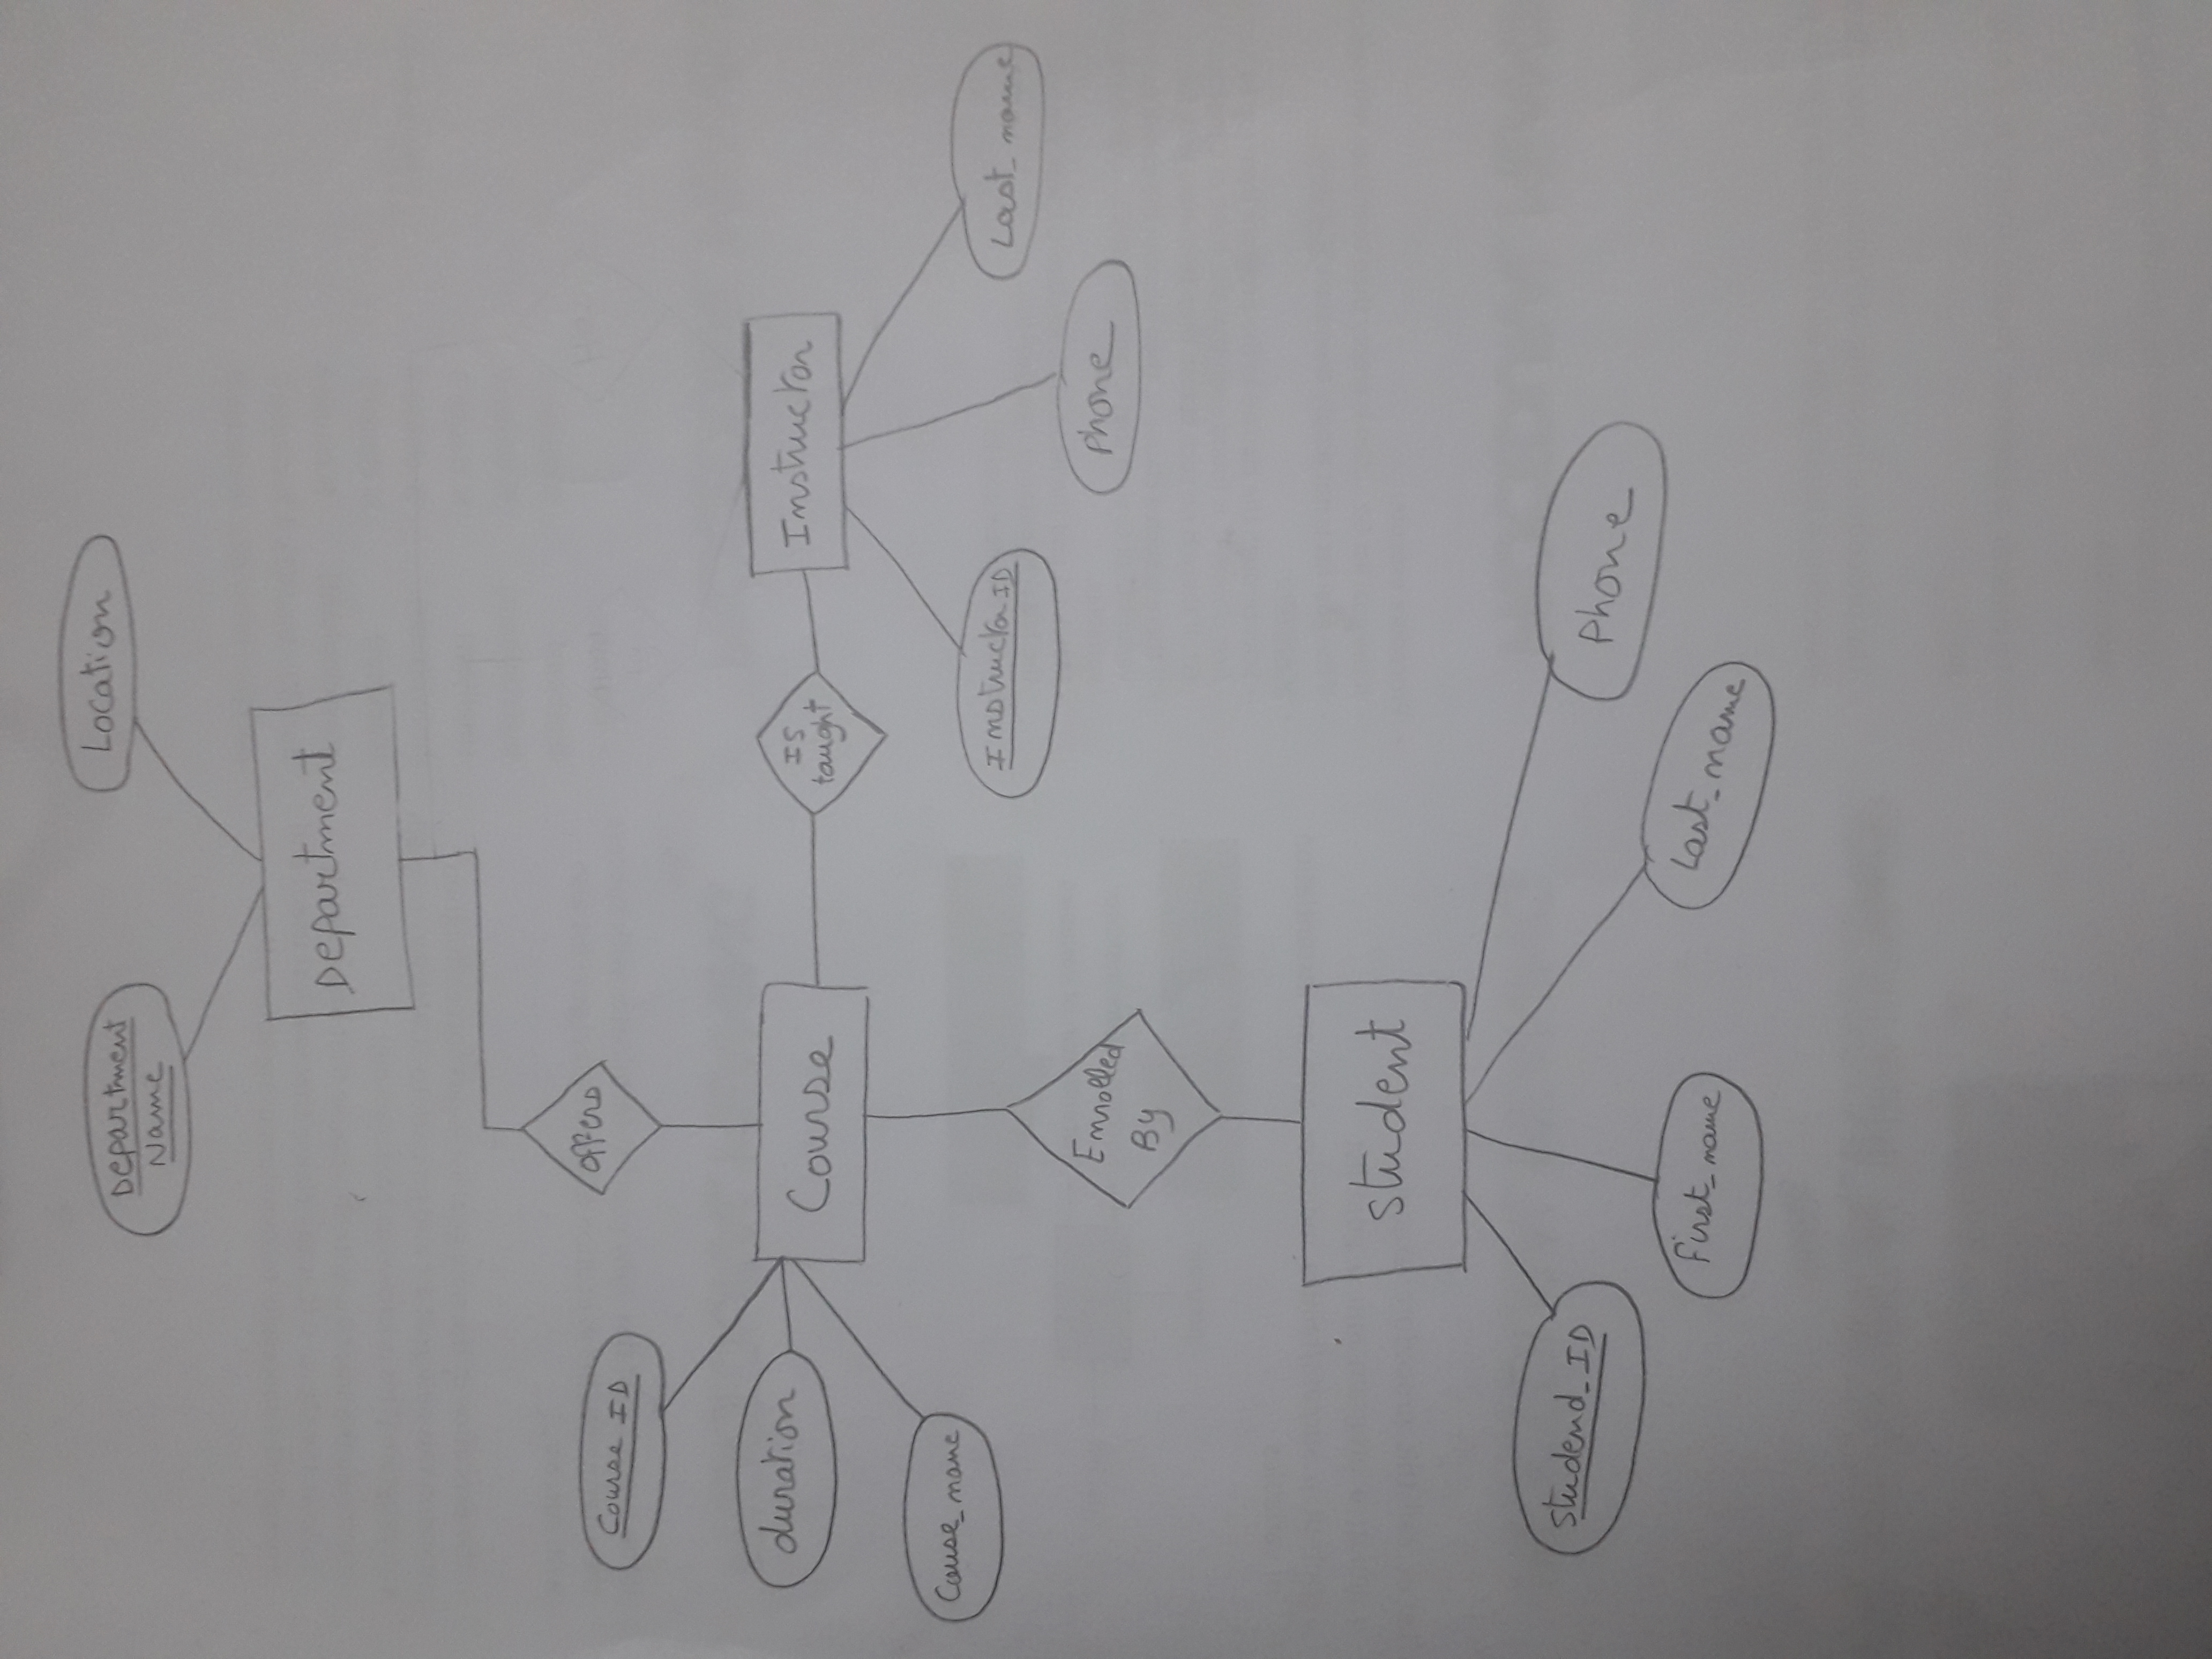 Department
Name
Location
Department
offers
Course ID
duration
Couse_name
Course
IS
taught
Instructor
Instructor ID
Phone
Last_name
Enrolled
By
Student
Studend_ID
First_name
Last_name
Phone